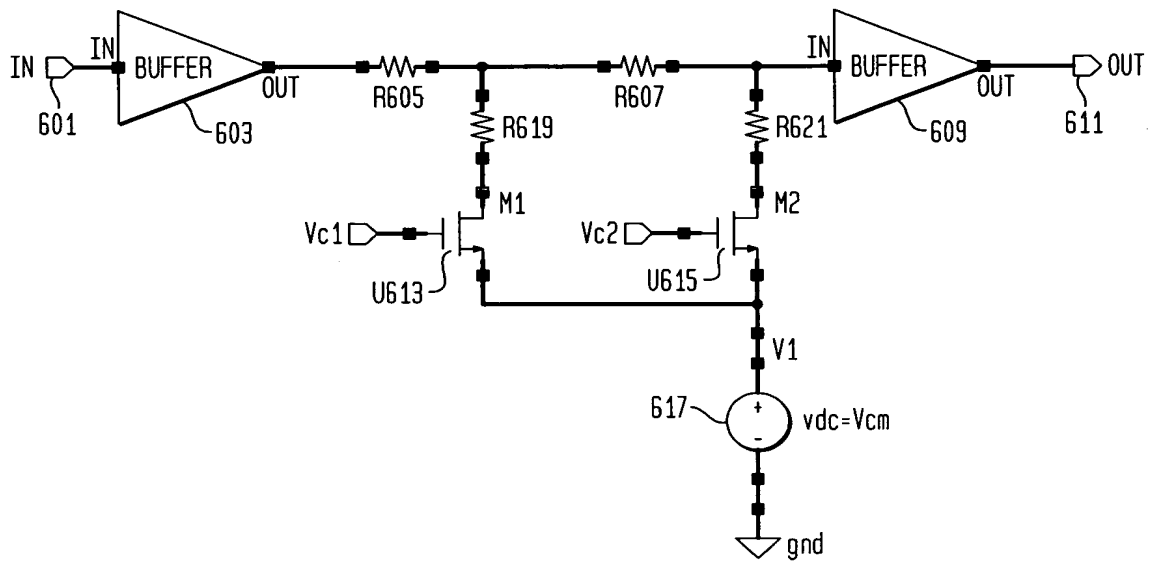 IN
601
IN
BUFFER
OUT
603
R605
R607
IN
BUFFER
OUT
609
OUT
611
R619
R621
M1
M2
Vc1
Vc2
U613
U615
V1
617
+
-
vdc=Vcm
gnd